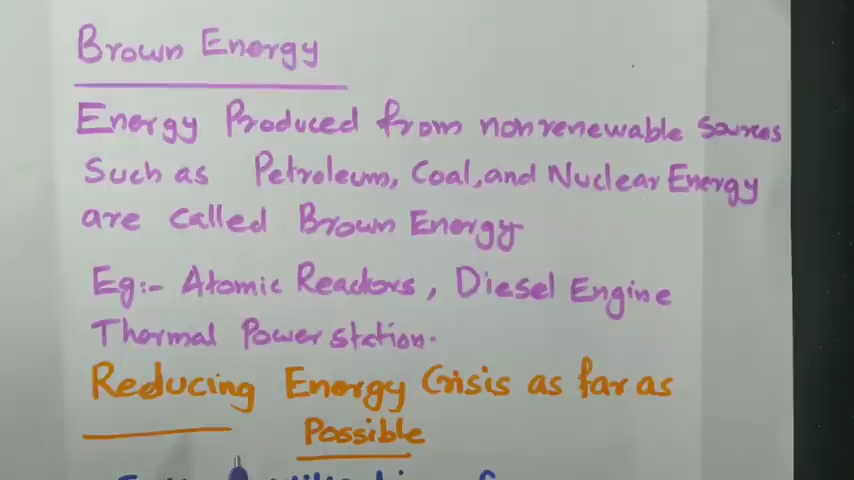 Brown Energy
Energy Produced from nonrenewable sources
Such as Petroleum, Coal, and Nuclear Energy
are called Brown Energy
Eg:- Atomic Reactors, Diesel Engine
Thermal Power station.
Reducing Energy Crisis as far as
Possible